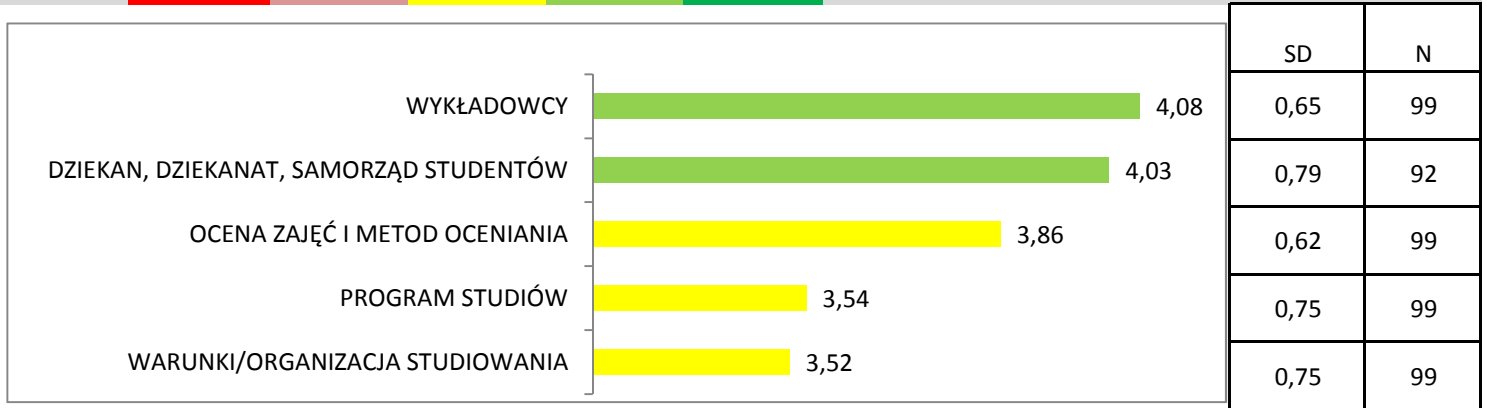 SD N
WYKŁADOWCY 4,08 0,65 99
DZIEKAN, DZIEKANAT, SAMORZĄD STUDENTÓW 4,03 0,79 92
OCENA ZAJĘĆ I METOD OCENIANIA 3,86 0,62 99
PROGRAM STUDIÓW 3,54 0,75 99
WARUNKI/ORGANIZACJA STUDIOWANIA 3,52 0,75 99